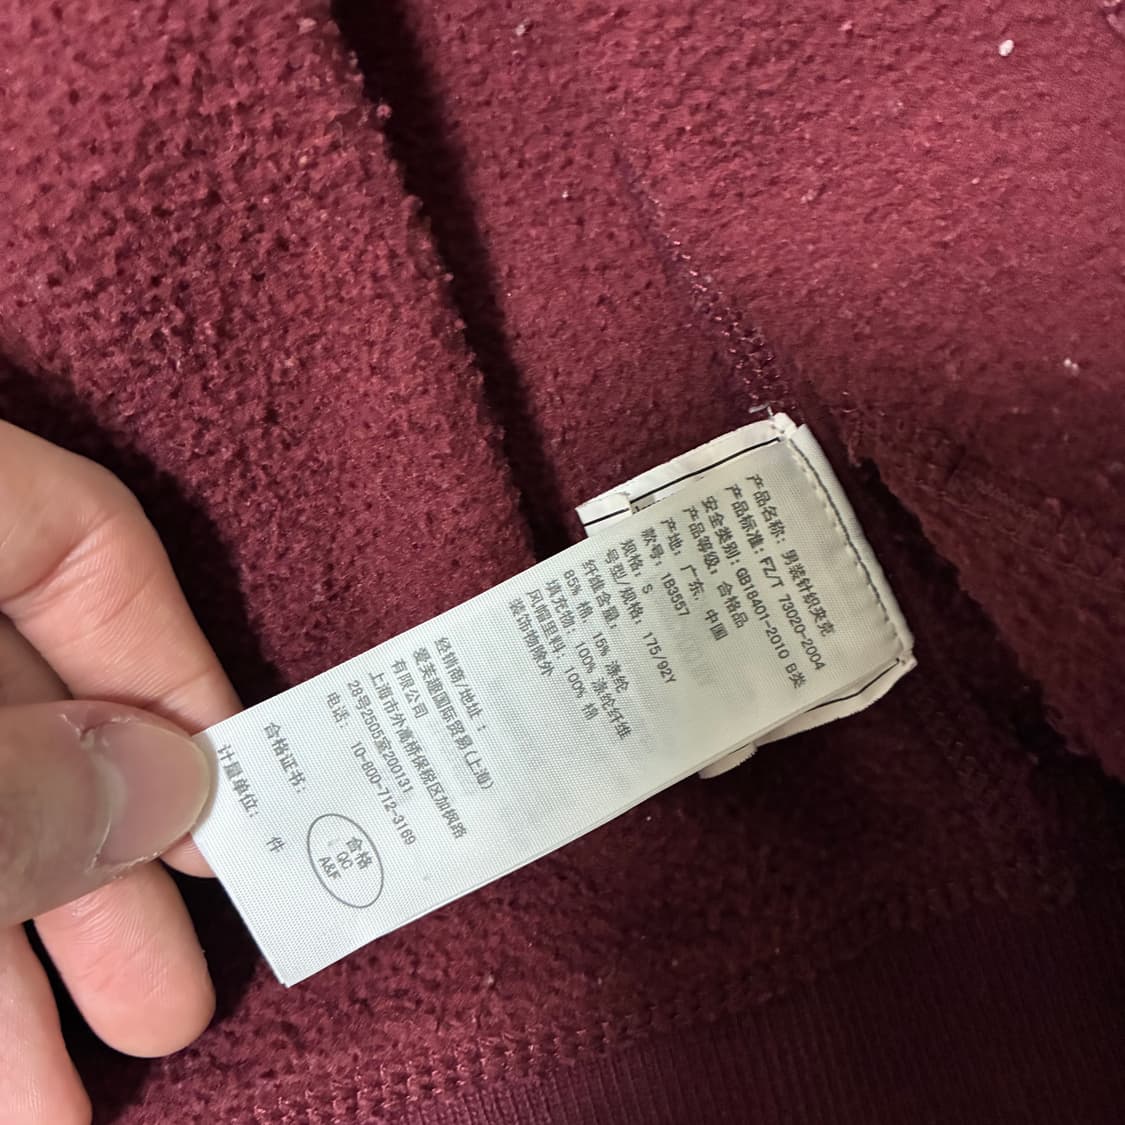 产品名称: 男装针织夹克
产品标准: FZ/T 73020-2004
安全类别: GB18401-2010 B类
产品等级: 合格品
产地: 广东, 中国
款号: 1B3557
规格: S
号型/规格: 175/92Y
纤维含量:
85% 棉, 15% 涤纶
填充物: 100% 涤纶纤维
风帽里料: 100% 棉
装饰物除外
经销商/地址:
爱芙趣国际贸易(上海)
有限公司
上海市外高桥保税区加枫路
28号2505室200131
电话: 10-800-712-3169
合格证书:
合格
QC
A&F
计量单位: 件